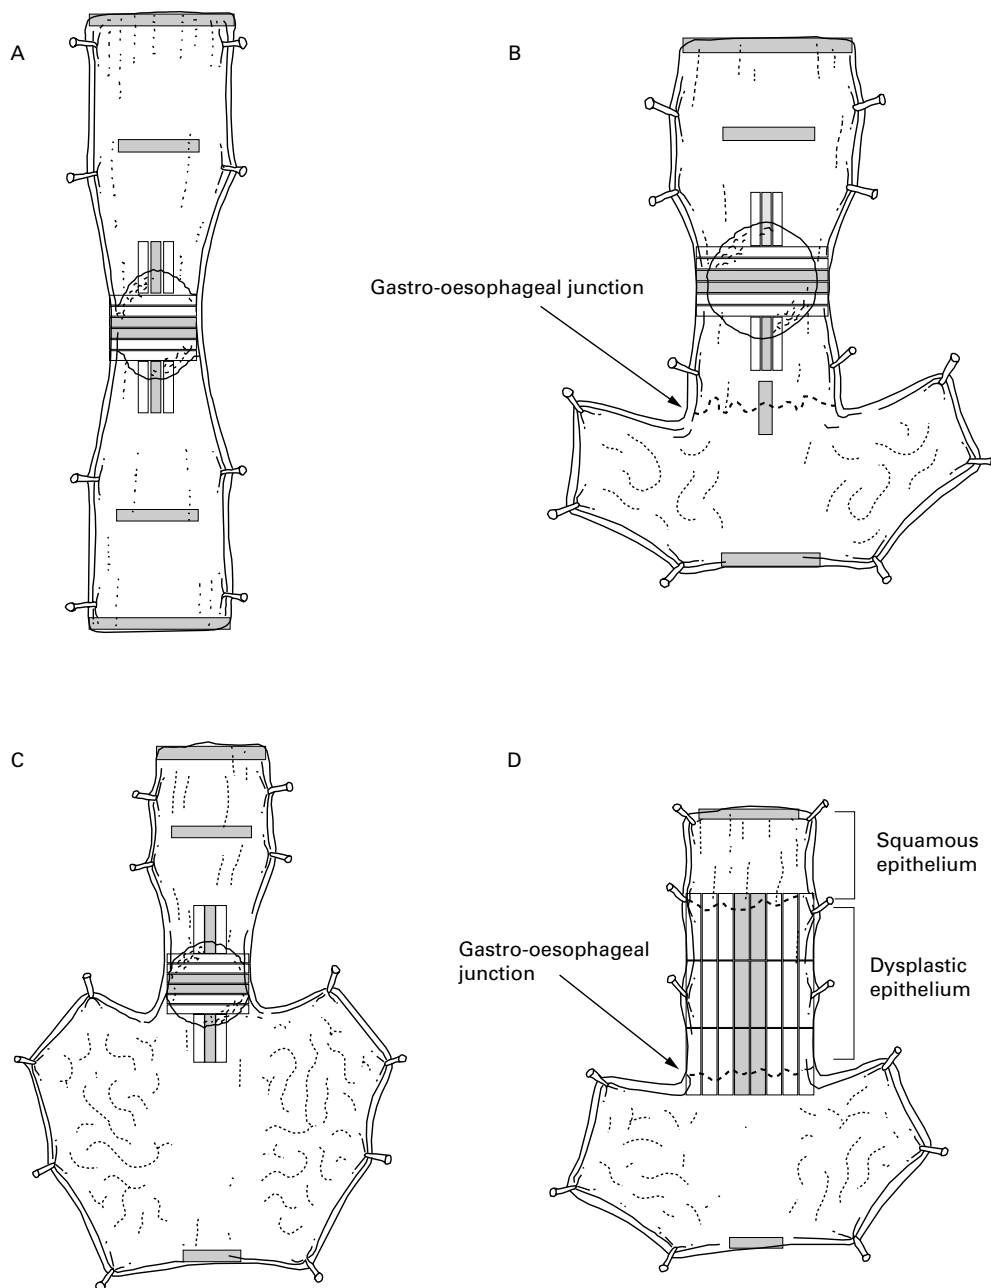 A
B
Gastro-oesophageal junction
C
D
Squamous
epithelium
Gastro-oesophageal
junction
Dysplastic
epithelium